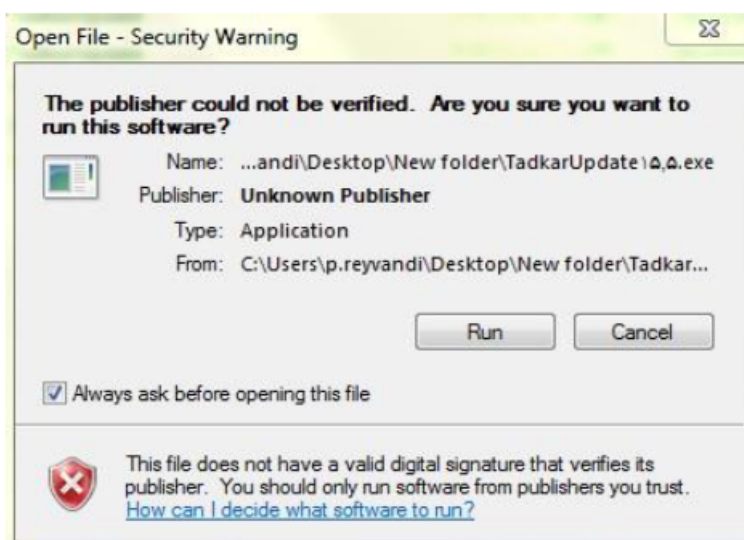 Open File - Security Warning
The publisher could not be verified.  Are you sure you want to
run this software?
Name: ...andi\Desktop\New folder\TadkarUpdate۱۵,۵.exe
Publisher: Unknown Publisher
Type: Application
From: C:\Users\p.reyvandi\Desktop\New folder\Tadkar...
Run Cancel
Always ask before opening this file
This file does not have a valid digital signature that verifies its
publisher.  You should only run software from publishers you trust.
How can I decide what software to run?